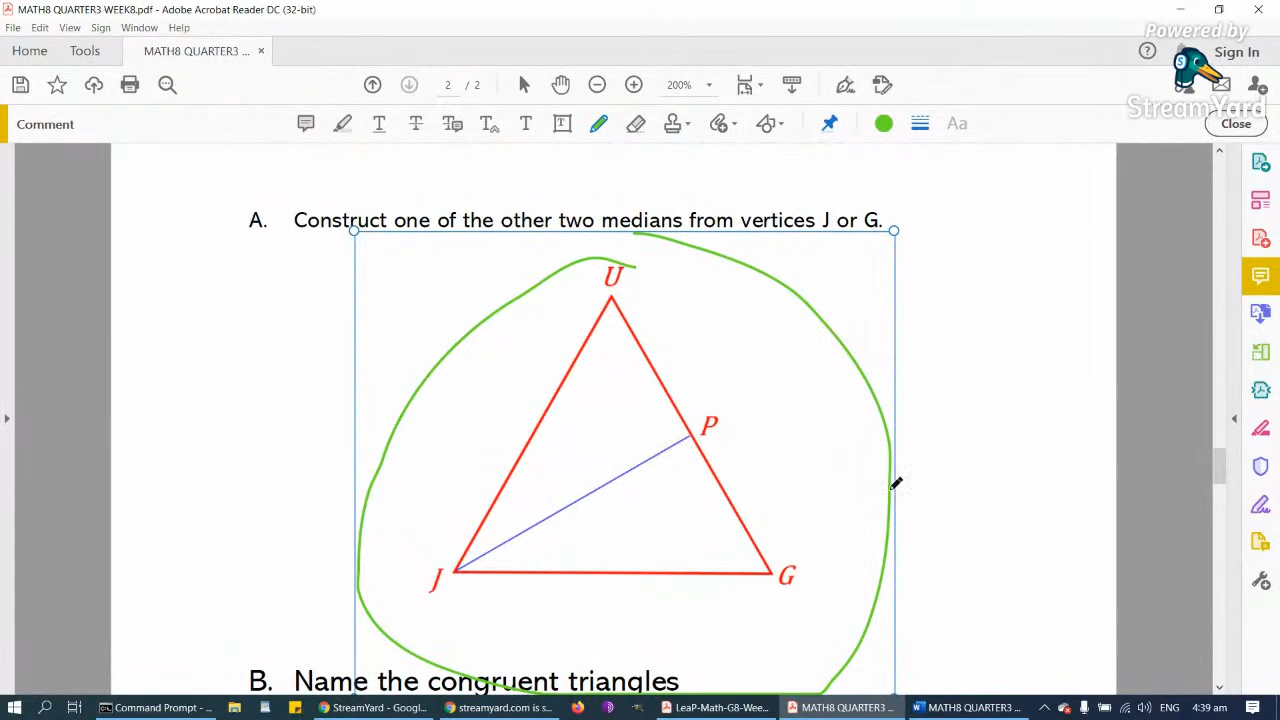 MATH8 QUARTER3 WEEK8.pdf - Adobe Acrobat Reader DC (32-bit)
File Edit View Sign Window Help
Powered by
StreamYard
Home Tools MATH8 QUARTER3 ... × Sign In
2 / 2 200%
Comment Aa Close
A. Construct one of the other two medians from vertices J or G.
U
P
J
G
B. Name the congruent triangles
Command Prompt - StreamYard - Googl... streamyard.com is s... LeaP-Math-G8-Wee... MATH8 QUARTER3 ... MATH8 QUARTER3 ... ENG 4:39 am